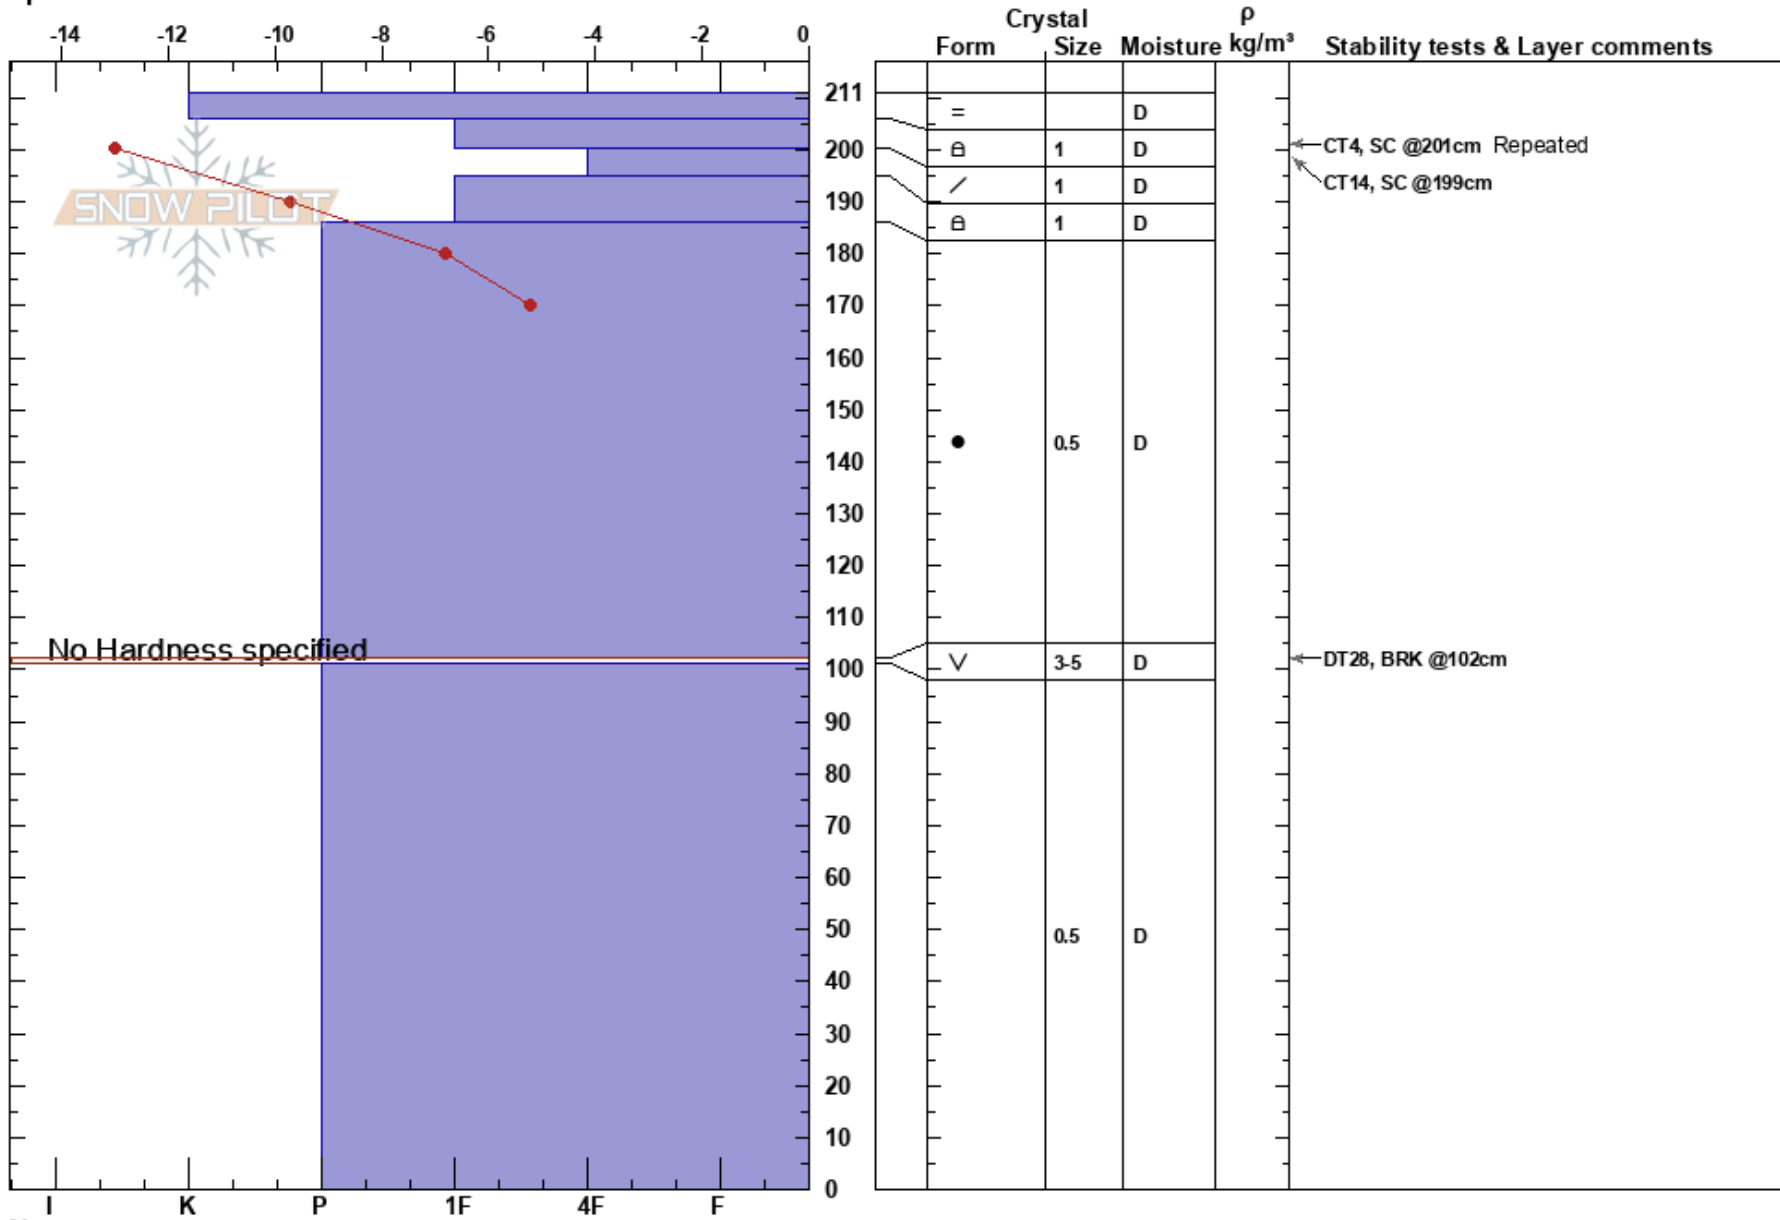 Crystal ρ
-14 -12 -10 -8 -6 -4 -2 0 Form Size Moisture kg/m³ Stability tests & Layer comments
211
= D
200 1 D CT4, SC @201cm Repeated
/ 1 D CT14, SC @199cm
SNOW PILOT 190
1 D
180
170
160
150
● 0.5 D
140
130
120
110
No Hardness specified
100 V 3-5 D DT28, BRK @102cm
90
80
70
60
50 0.5 D
40
30
20
10
0
I K P 1F 4F F